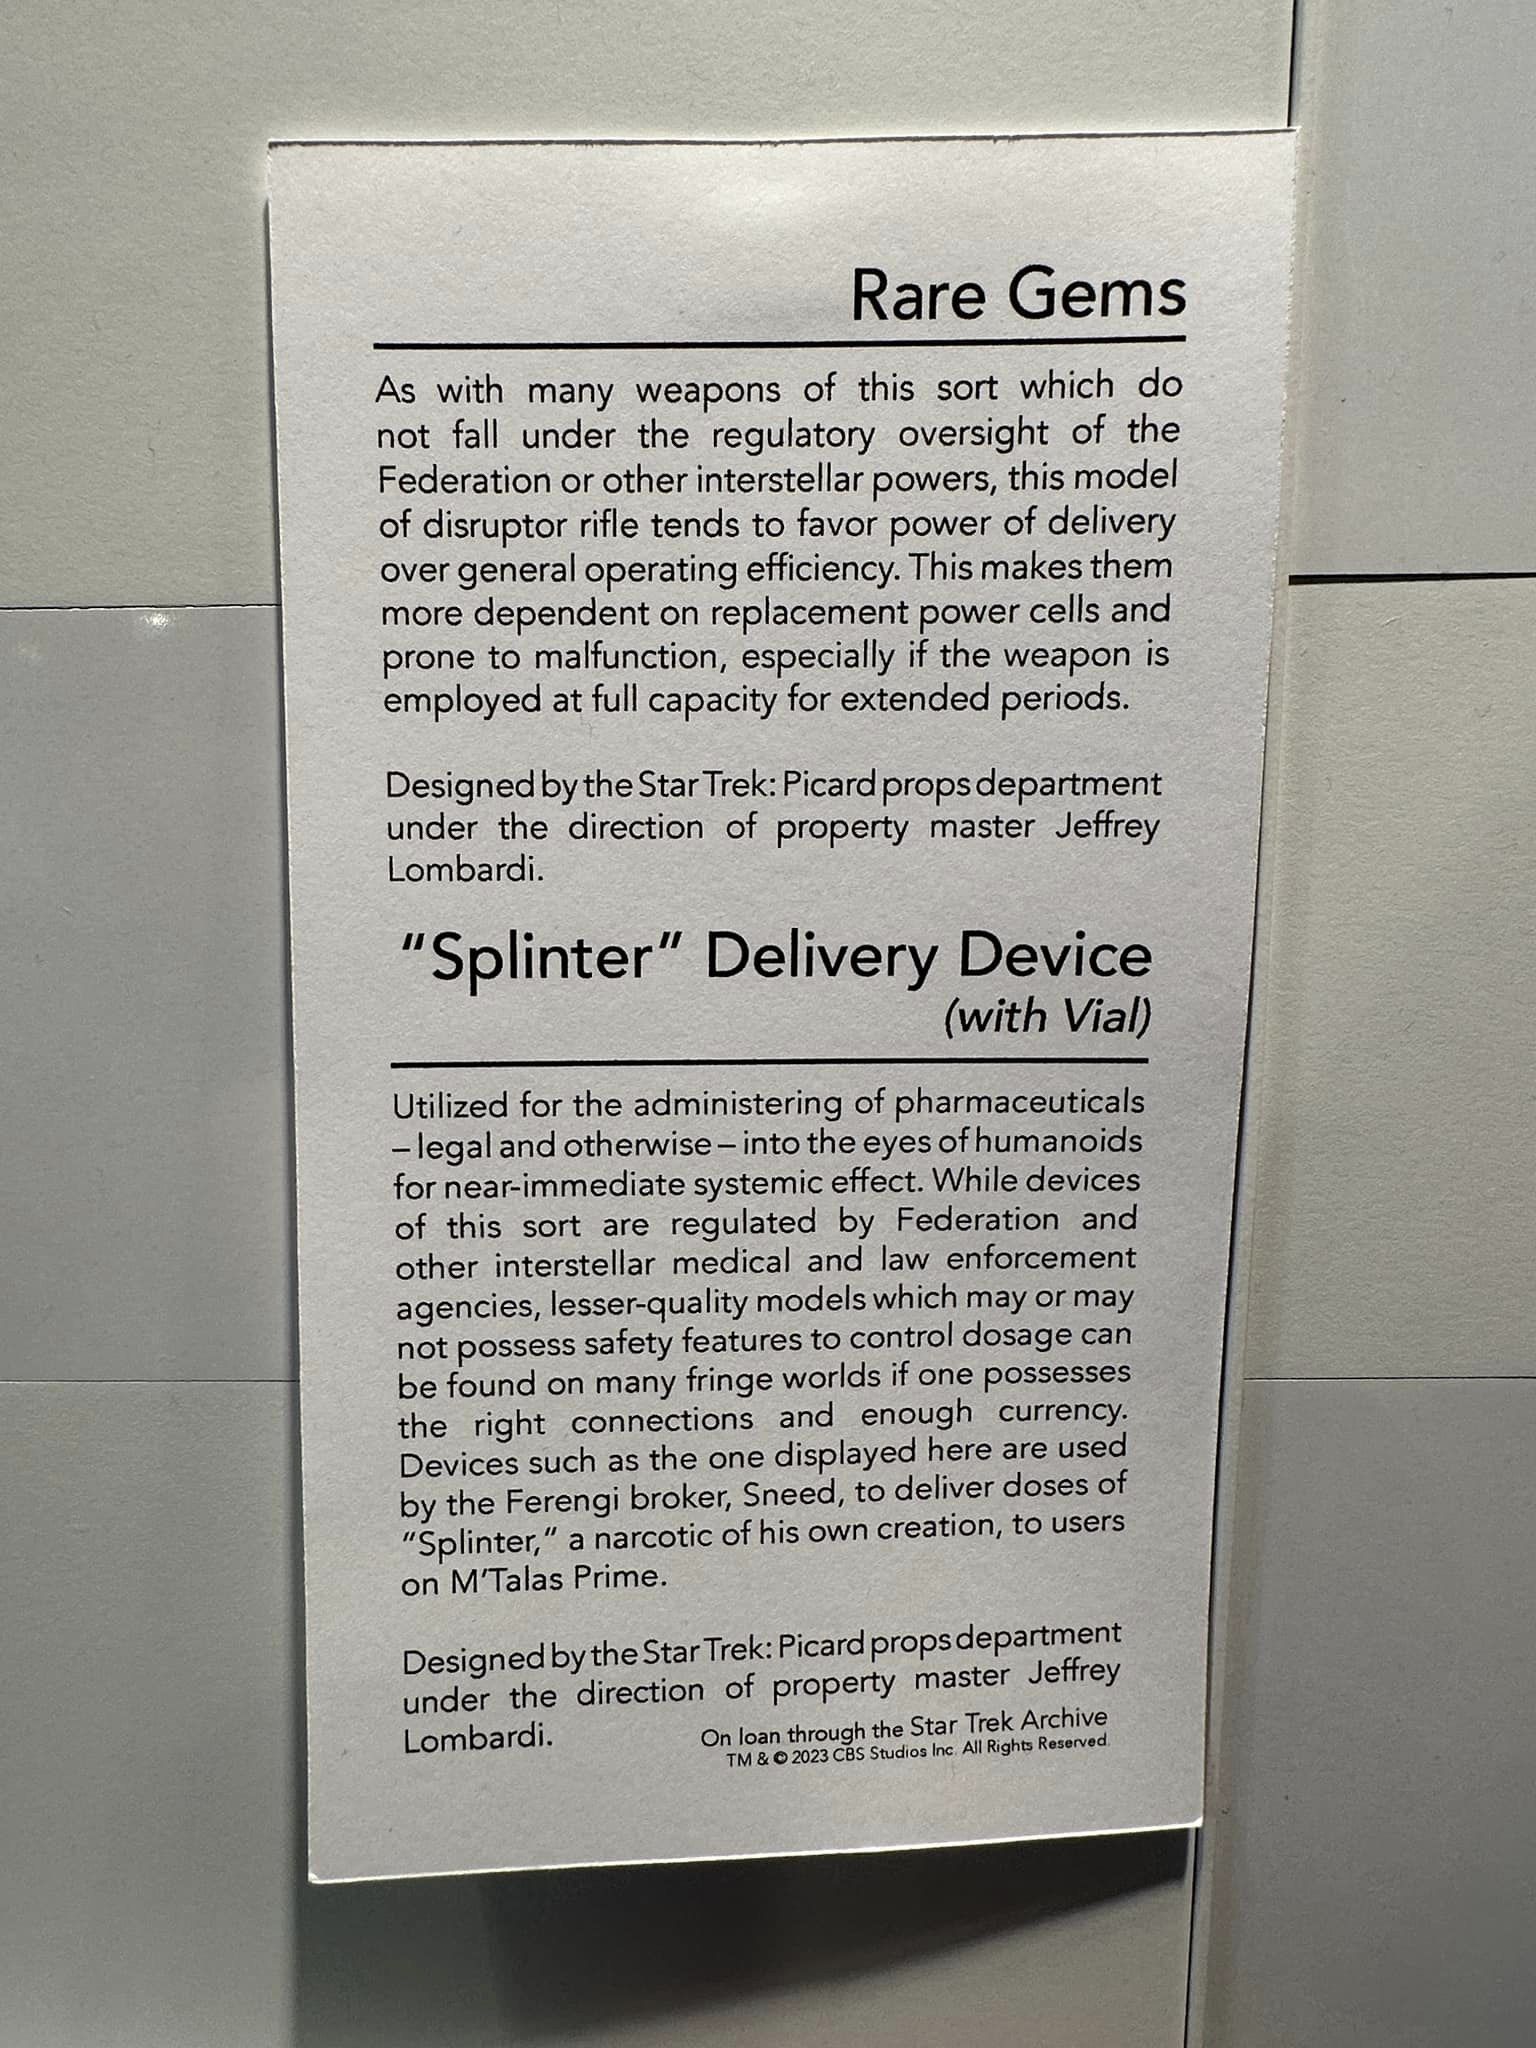 Rare Gems
As with many weapons of this sort which do
not fall under the regulatory oversight of the
Federation or other interstellar powers, this model
of disruptor rifle tends to favor power of delivery
over general operating efficiency. This makes them
more dependent on replacement power cells and
prone to malfunction, especially if the weapon is
employed at full capacity for extended periods.
Designed by the Star Trek: Picard props department
under the direction of property master Jeffrey
Lombardi.
"Splinter" Delivery Device
(with Vial)
Utilized for the administering of pharmaceuticals
– legal and otherwise – into the eyes of humanoids
for near-immediate systemic effect. While devices
of this sort are regulated by Federation and
other interstellar medical and law enforcement
agencies, lesser-quality models which may or may
not possess safety features to control dosage can
be found on many fringe worlds if one possesses
the right connections and enough currency.
Devices such as the one displayed here are used
by the Ferengi broker, Sneed, to deliver doses of
"Splinter," a narcotic of his own creation, to users
on M'Talas Prime.
Designed by the Star Trek: Picard props department
under the direction of property master Jeffrey
Lombardi.
On loan through the Star Trek Archive
TM & © 2023 CBS Studios Inc. All Rights Reserved.